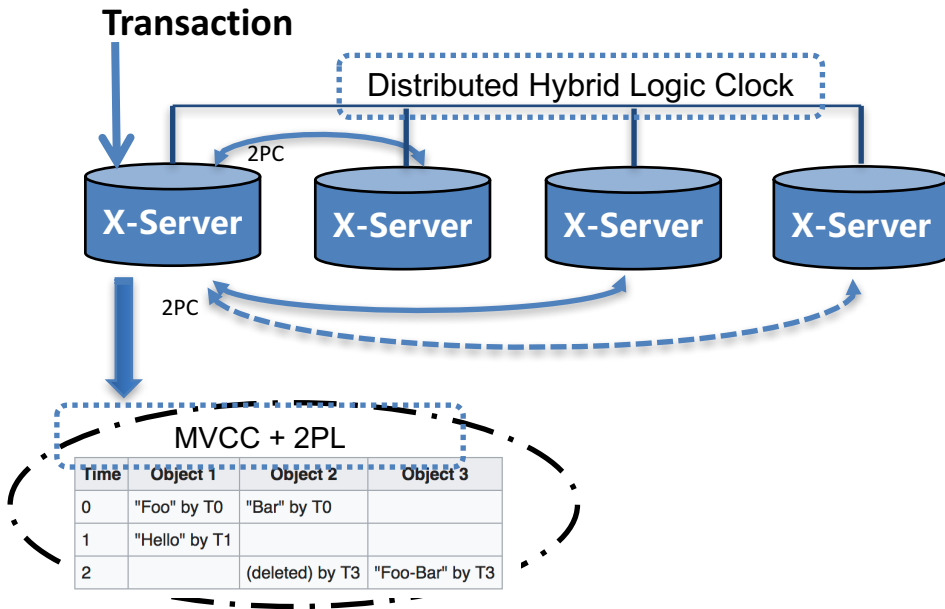 Transaction
Distributed Hybrid Logic Clock
2PC
X-Server X-Server X-Server X-Server
2PC
MVCC + 2PL
Time Object 1 Object 2 Object 3
0 "Foo" by T0 "Bar" by T0
1 "Hello" by T1
2 (deleted) by T3 "Foo-Bar" by T3